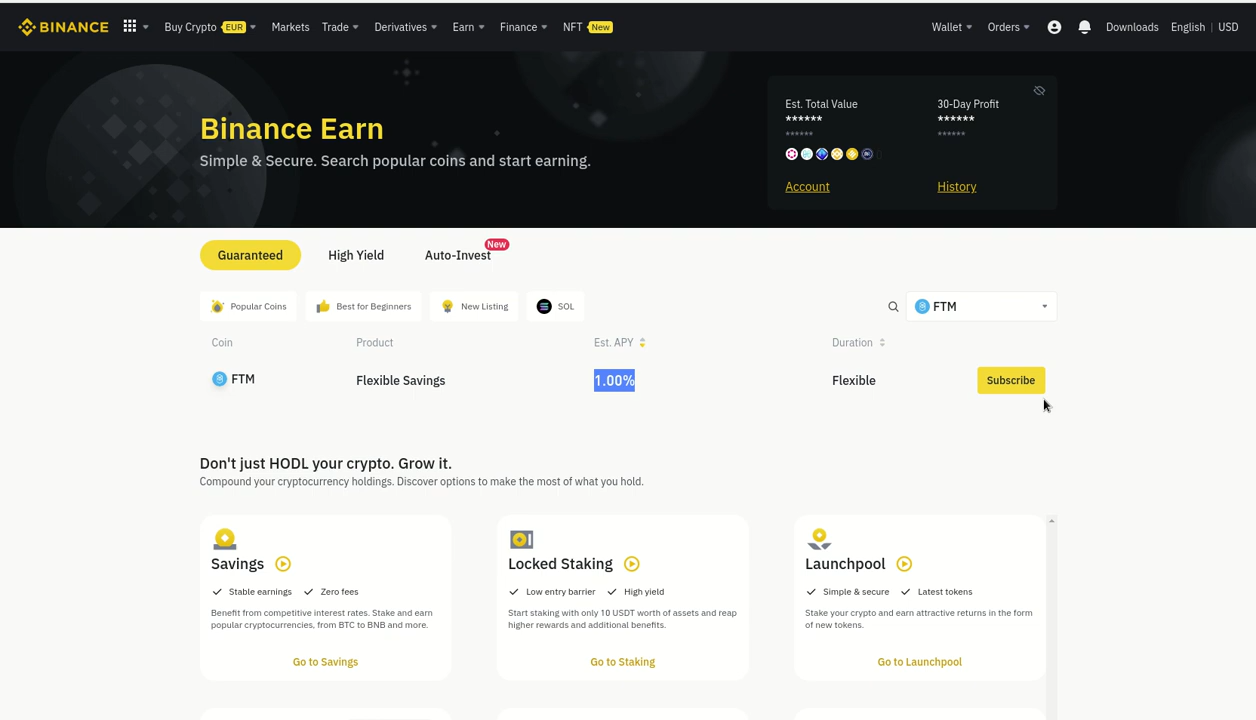 BINANCE Buy Crypto EUR Markets Trade Derivatives Earn Finance NFT New Wallet Orders Downloads English | USD
Binance Earn
Simple & Secure. Search popular coins and start earning.
Est. Total Value 30-Day Profit
****** ******
****** ******
Account History
Guaranteed High Yield Auto-Invest New
Popular Coins Best for Beginners New Listing SOL FTM
Coin Product Est. APY Duration
FTM Flexible Savings 1.00% Flexible Subscribe
Don't just HODL your crypto. Grow it.
Compound your cryptocurrency holdings. Discover options to make the most of what you hold.
Savings
Stable earnings Zero fees
Benefit from competitive interest rates. Stake and earn
popular cryptocurrencies, from BTC to BNB and more.
Go to Savings
Locked Staking
Low entry barrier High yield
Start staking with only 10 USDT worth of assets and reap
higher rewards and additional benefits.
Go to Staking
Launchpool
Simple & secure Latest tokens
Stake your crypto and earn attractive returns in the form
of new tokens.
Go to Launchpool